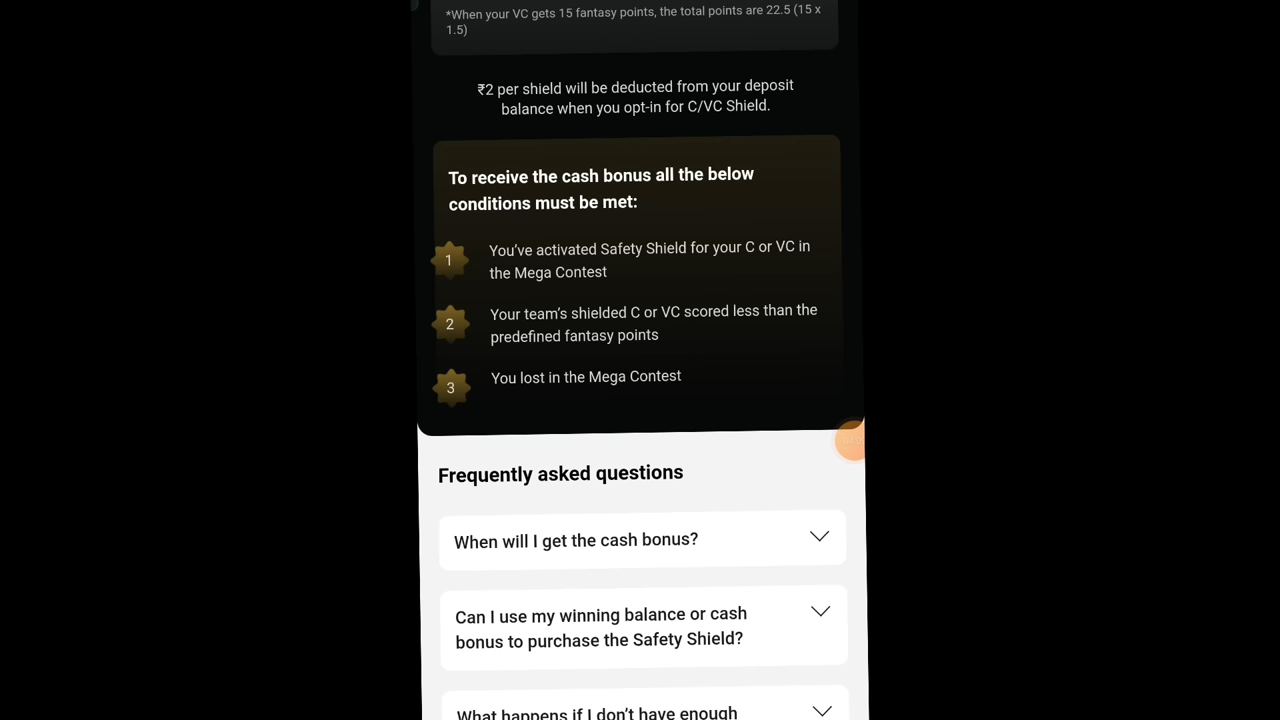 *When your VC gets 15 fantasy points, the total points are 22.5 (15 x
1.5)
₹2 per shield will be deducted from your deposit
balance when you opt-in for C/VC Shield.
To receive the cash bonus all the below
conditions must be met:
1
You’ve activated Safety Shield for your C or VC in
the Mega Contest
2
Your team’s shielded C or VC scored less than the
predefined fantasy points
3
You lost in the Mega Contest
Frequently asked questions
When will I get the cash bonus?
Can I use my winning balance or cash
bonus to purchase the Safety Shield?
What happens if I don’t have enough